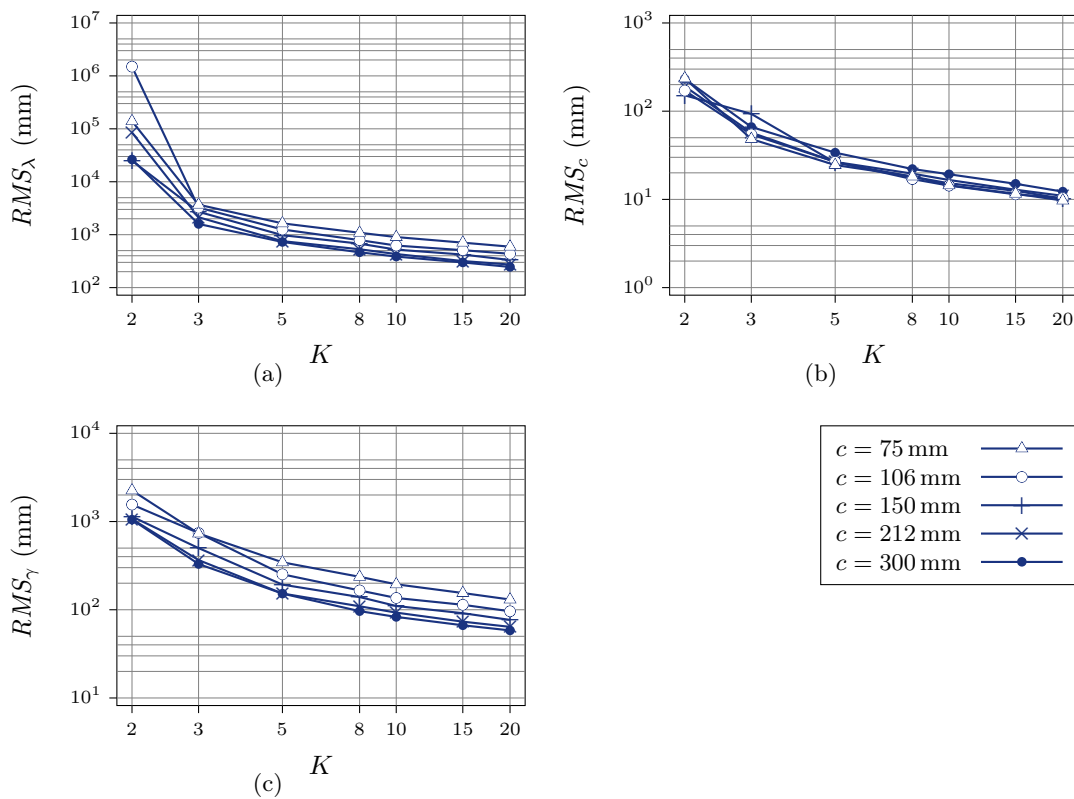 10^7
10^6
10^5
10^4
10^3
10^2
RMS_λ (mm)
2 3 5 8 10 15 20
K
(a)
10^3
10^2
10^1
10^0
RMS_c (mm)
2 3 5 8 10 15 20
K
(b)
10^4
10^3
10^2
10^1
RMS_γ (mm)
2 3 5 8 10 15 20
K
(c)
c = 75 mm
c = 106 mm
c = 150 mm
c = 212 mm
c = 300 mm